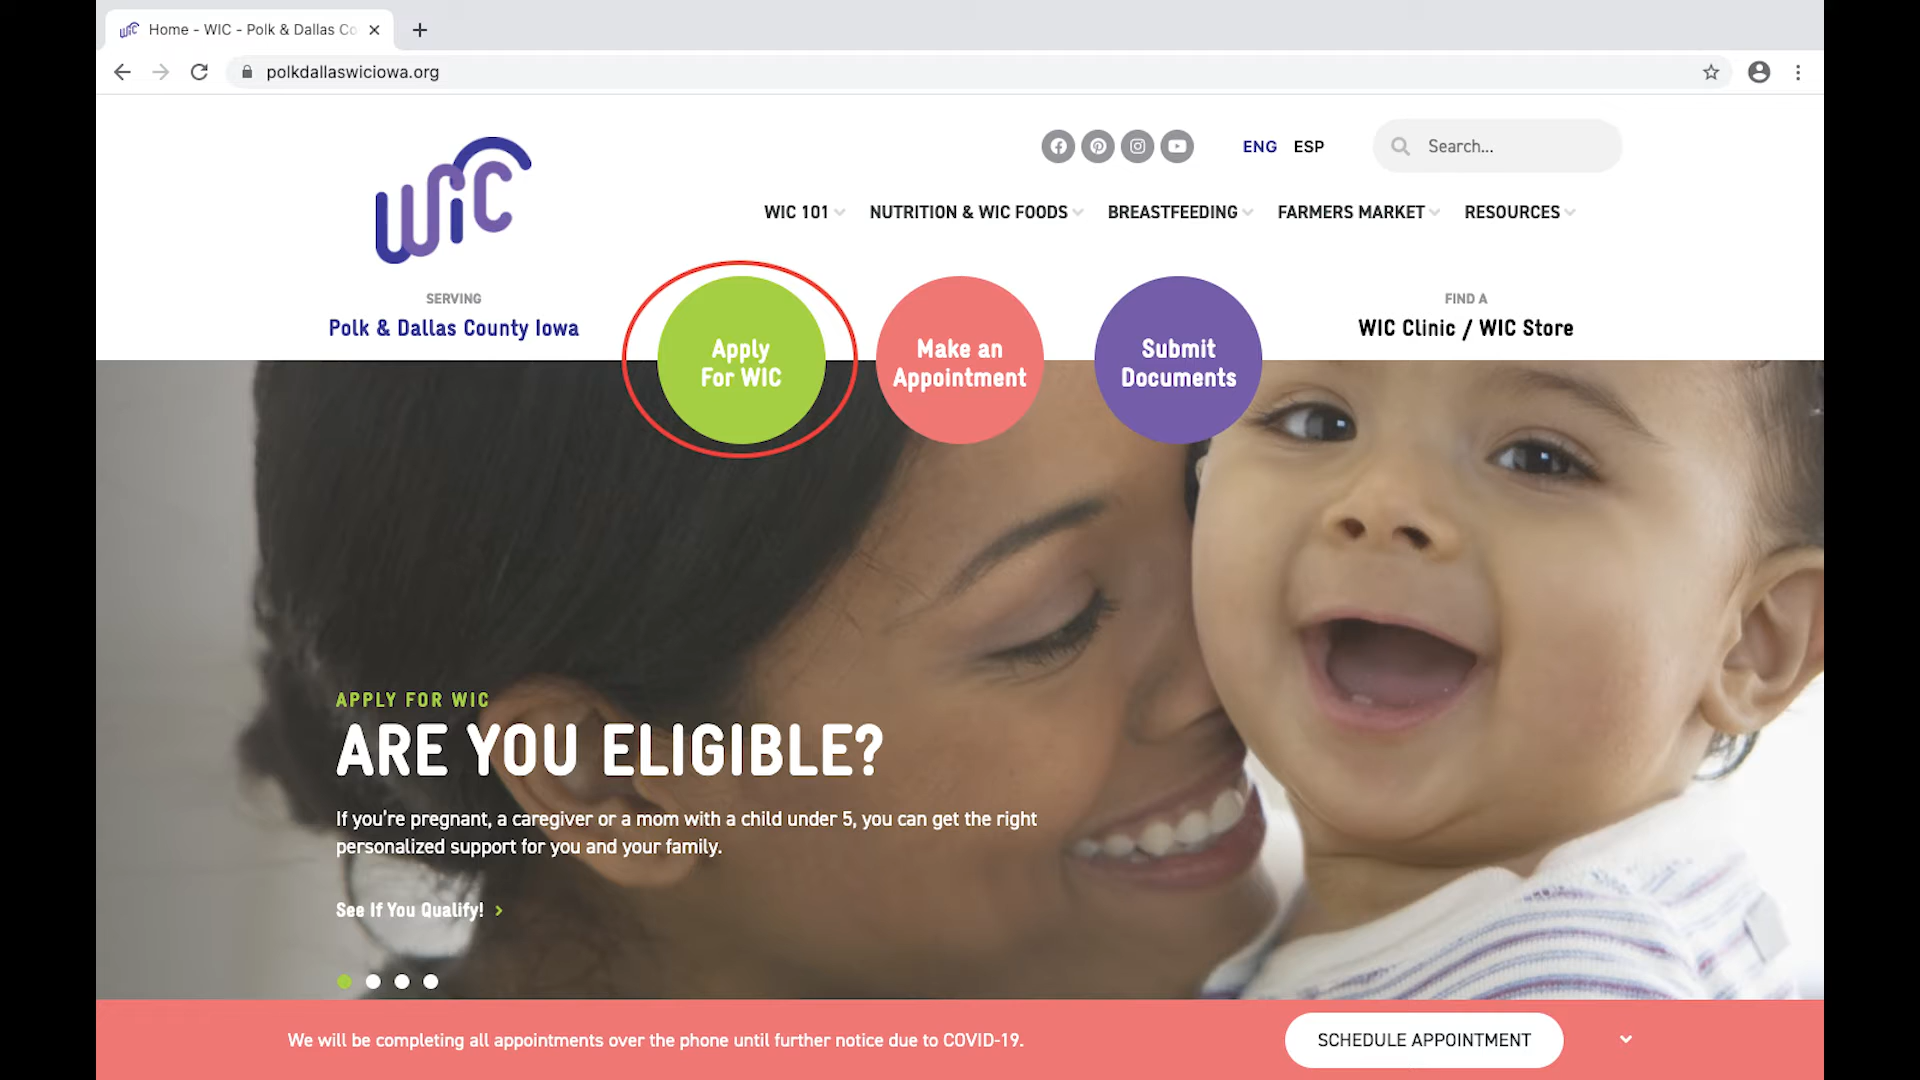 Home - WIC - Polk & Dallas Co
polkdallaswiciowa.org
ENG ESP
Search...
WiC
WIC 101 NUTRITION & WIC FOODS BREASTFEEDING FARMERS MARKET RESOURCES
SERVING
Polk & Dallas County Iowa
Apply
For WIC
Make an
Appointment
Submit
Documents
FIND A
WIC Clinic / WIC Store
APPLY FOR WIC
ARE YOU ELIGIBLE?
If you're pregnant, a caregiver or a mom with a child under 5, you can get the right
personalized support for you and your family.
See If You Qualify!
We will be completing all appointments over the phone until further notice due to COVID-19.
SCHEDULE APPOINTMENT